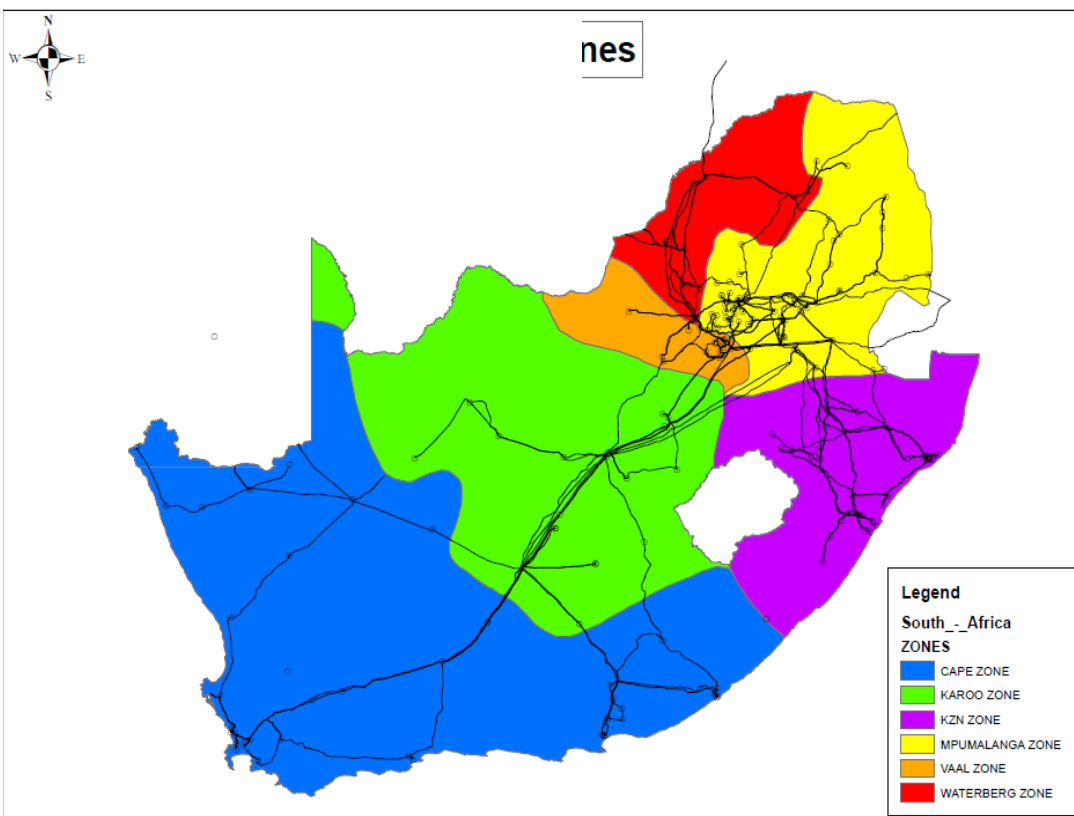 N
W E
S
nes
Legend
South_-_Africa
ZONES
CAPE ZONE
KAROO ZONE
KZN ZONE
MPUMALANGA ZONE
VAAL ZONE
WATERBERG ZONE